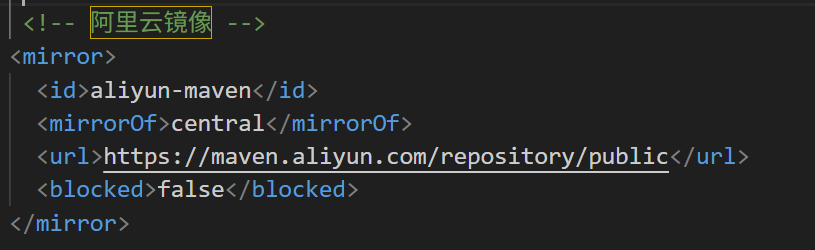 <!-- 阿里云镜像 -->
<mirror>
<id>aliyun-maven</id>
<mirrorOf>central</mirrorOf>
<url>https://maven.aliyun.com/repository/public</url>
<blocked>false</blocked>
</mirror>